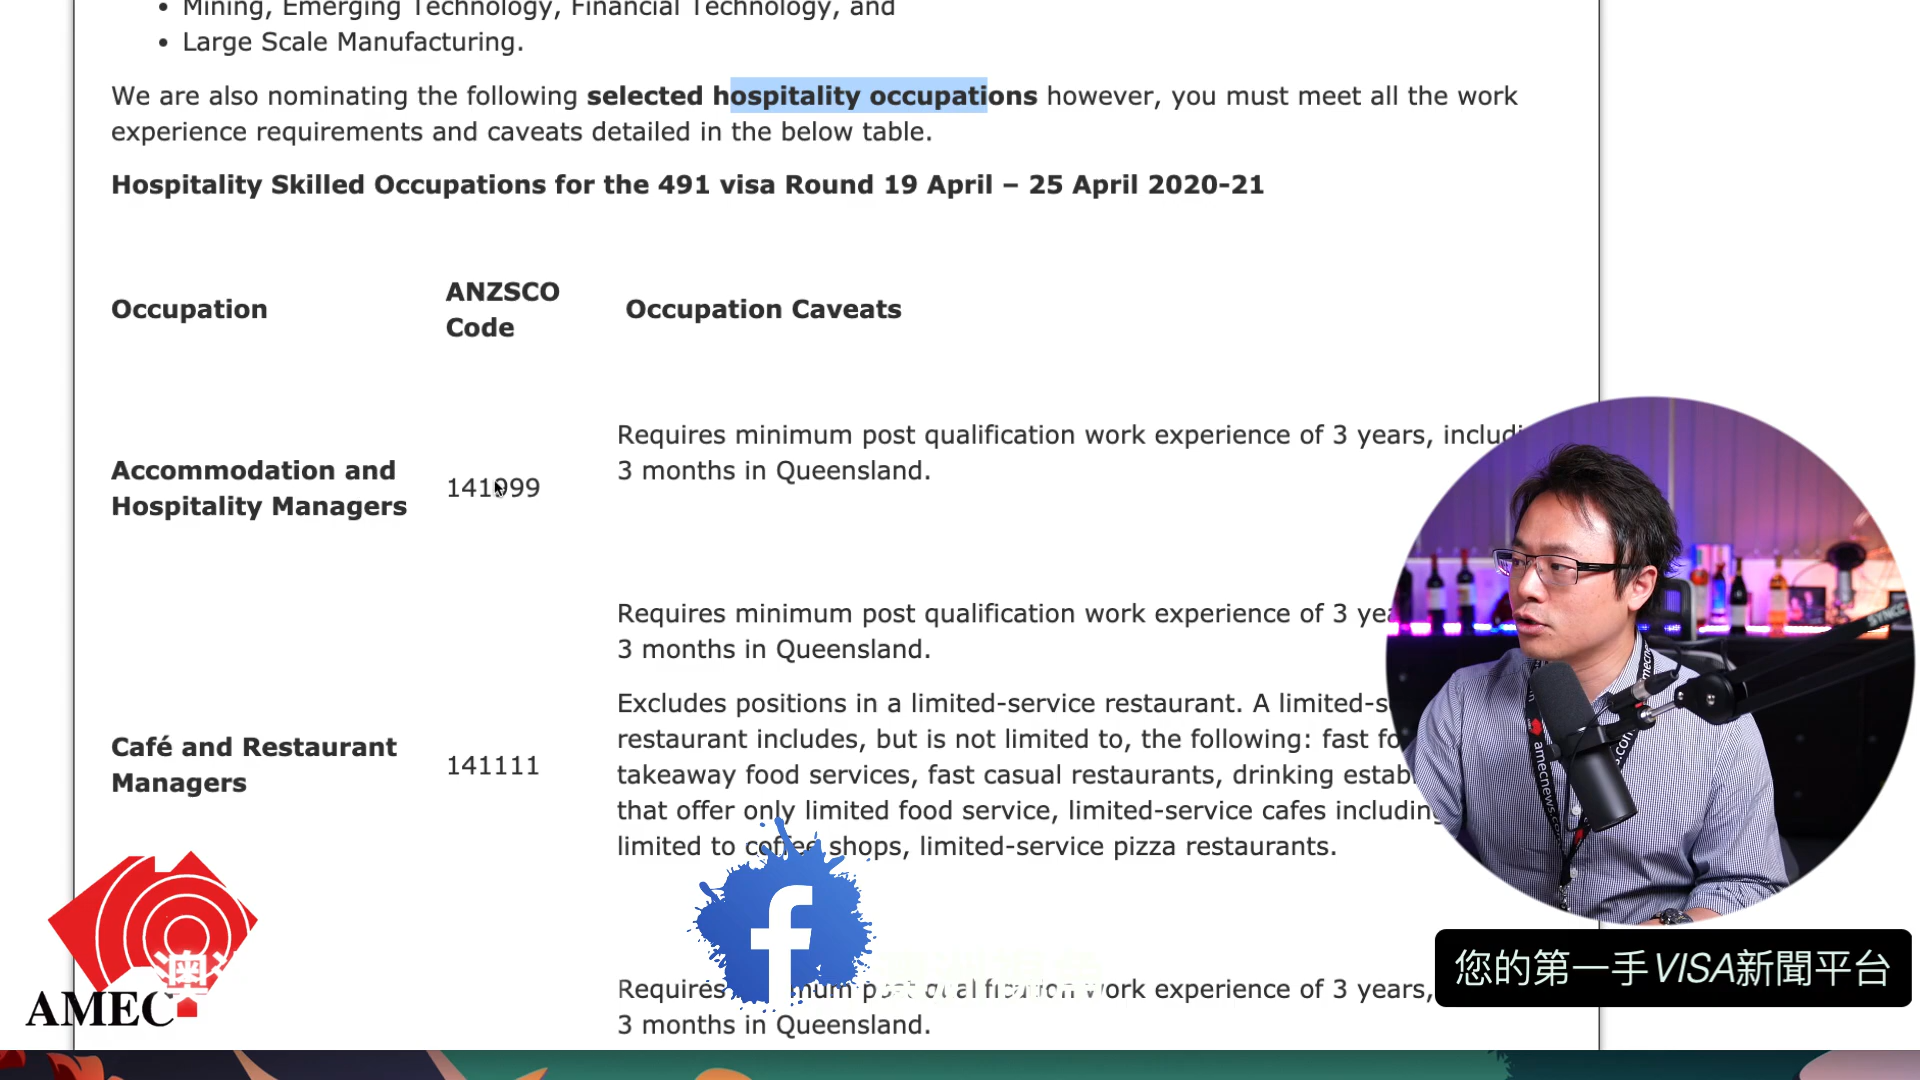 Mining, Emerging Technology, Financial Technology, and
Large Scale Manufacturing.
We are also nominating the following selected hospitality occupations however, you must meet all the work
experience requirements and caveats detailed in the below table.
Hospitality Skilled Occupations for the 491 visa Round 19 April – 25 April 2020-21
Occupation
ANZSCO
Code
Occupation Caveats
Accommodation and
Hospitality Managers
141999
Requires minimum post qualification work experience of 3 years,
3 months in Queensland.
Café and Restaurant
Managers
141111
Requires minimum post qualification work experience of 3
3 months in Queensland.
Excludes positions in a limited-service restaurant. A
restaurant includes, but is not limited to, the following: fast
takeaway food services, fast casual restaurants, drinking
that offer only limited food service, limited-service cafes including
limited to coffee shops, limited-service pizza restaurants.
Requires work experience of 3 years,
3 months in Queensland.
澳
AMEC
f
amecnews.com
您的第一手VISA新聞平台